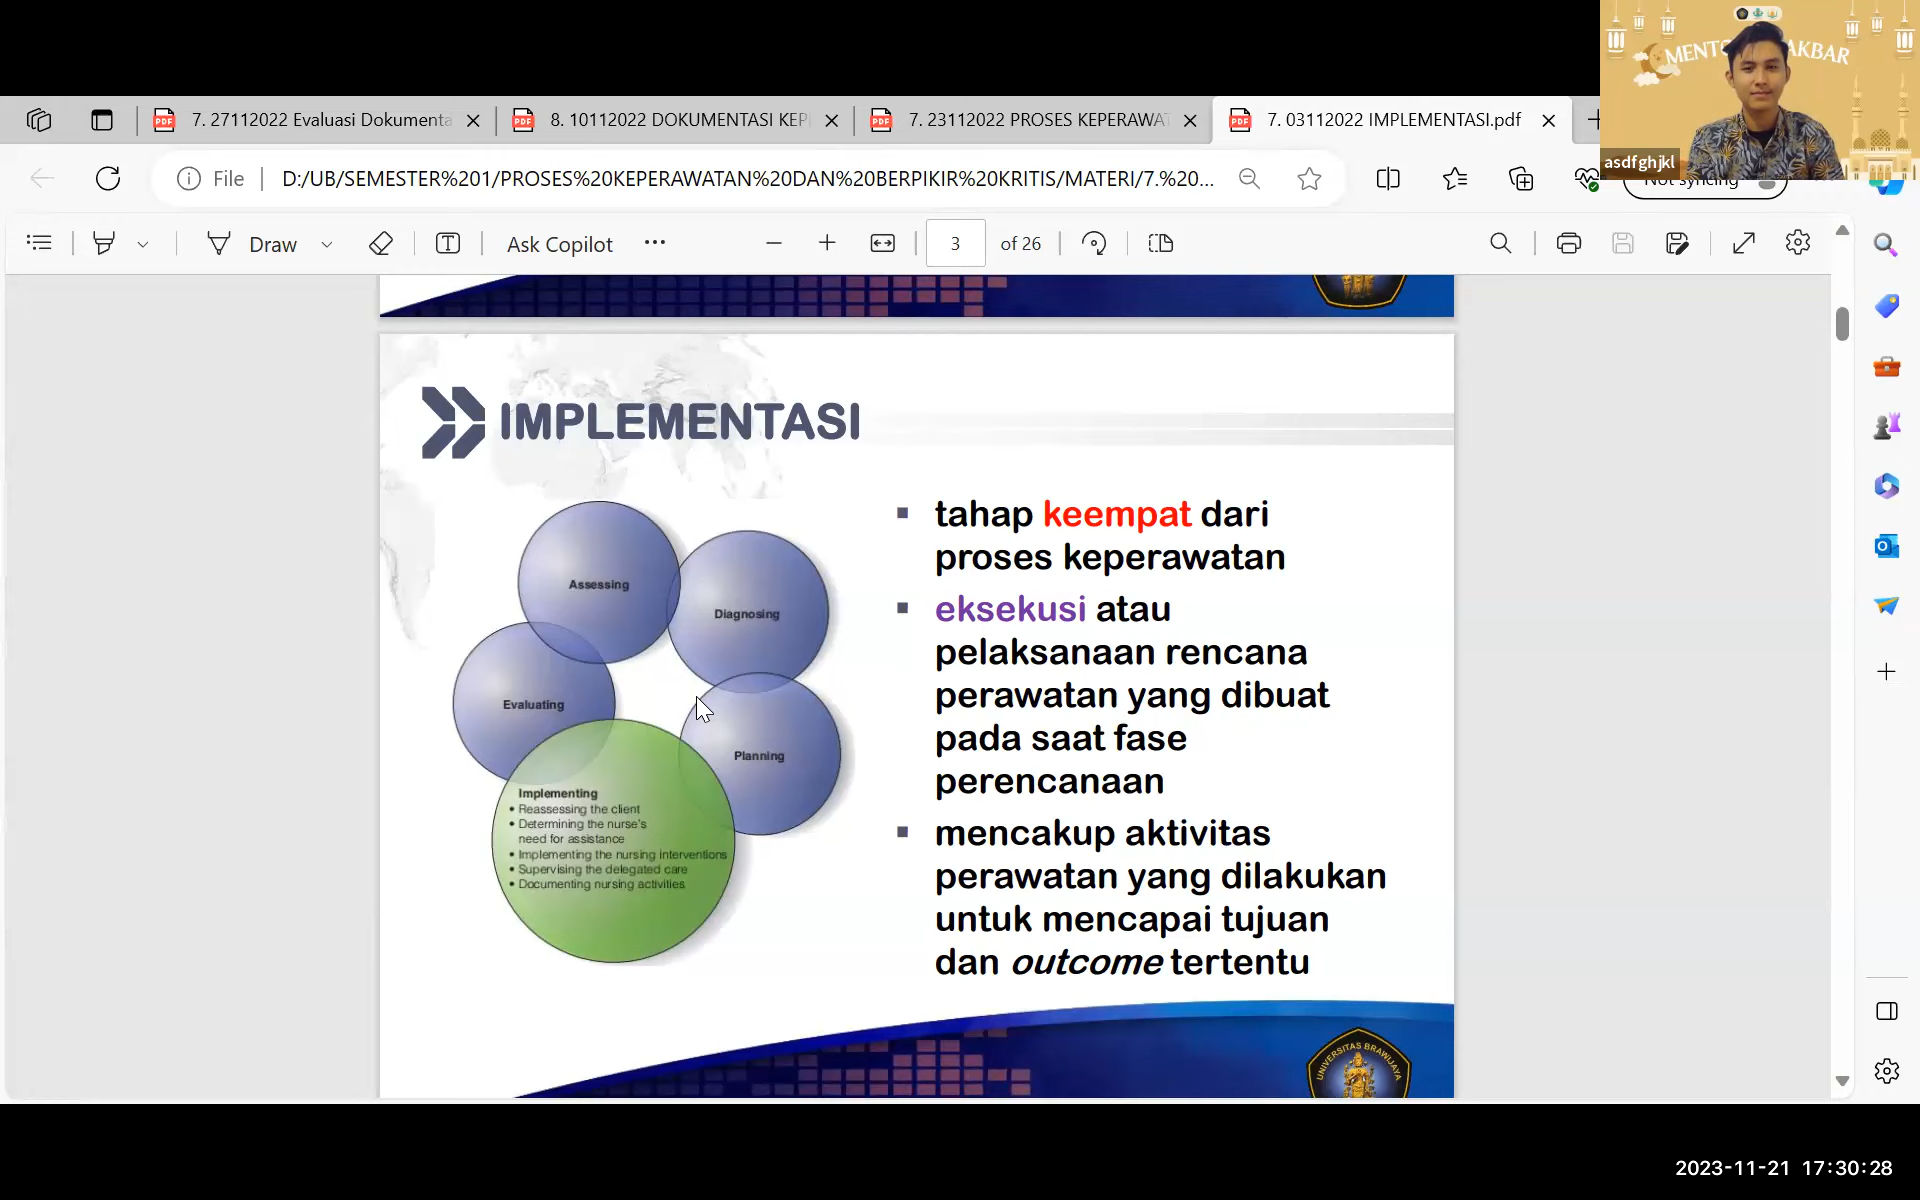 MENTO AKBAR
asdfghjkl
7. 27112022 Evaluasi Dokumenta
8. 10112022 DOKUMENTASI KEP
7. 23112022 PROSES KEPERAWAT
7. 03112022 IMPLEMENTASI.pdf
File
D:/UB/SEMESTER%201/PROSES%20KEPERAWATAN%20DAN%20BERPIKIR%20KRITIS/MATERI/7.%20...
Not syncing
Draw
Ask Copilot
3 of 26
IMPLEMENTASI
Assessing
Diagnosing
Evaluating
Planning
Implementing
• Reassessing the client
• Determining the nurse's
need for assistance
• Implementing the nursing interventions
• Supervising the delegated care
• Documenting nursing activities
▪ tahap keempat dari
proses keperawatan
▪ eksekusi atau
pelaksanaan rencana
perawatan yang dibuat
pada saat fase
perencanaan
▪ mencakup aktivitas
perawatan yang dilakukan
untuk mencapai tujuan
dan outcome tertentu
UNIVERSITAS BRAWIJAYA
2023-11-21 17:30:28